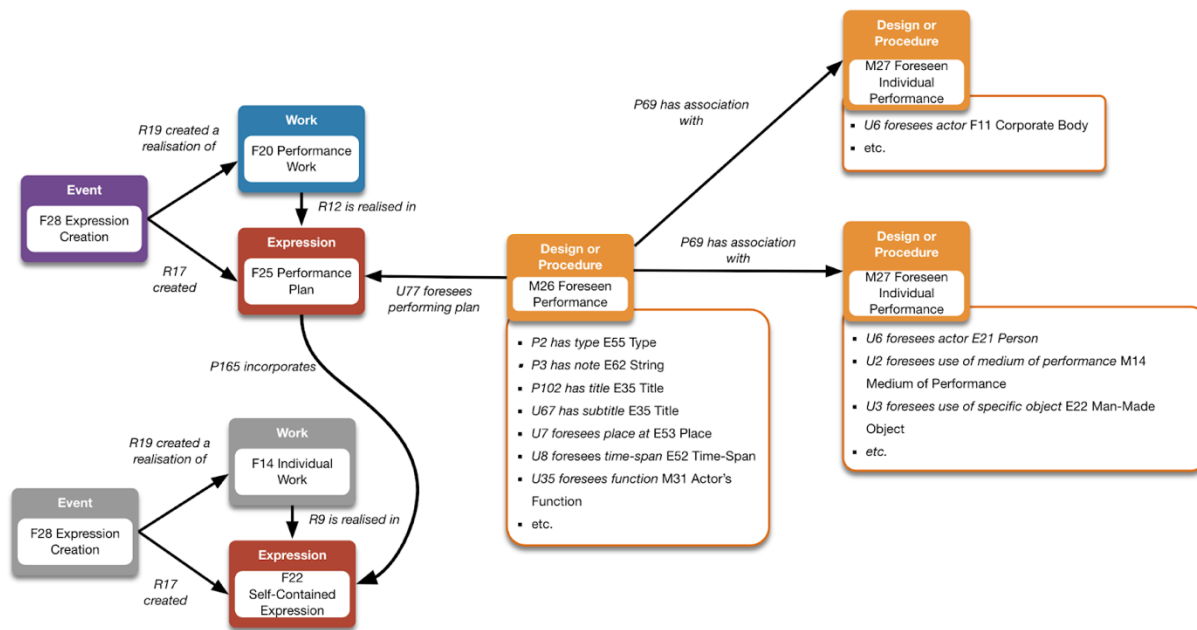 Design or
Procedure
M27 Foreseen
Individual
Performance
▪ U6 foresees actor F11 Corporate Body
▪ etc.
P69 has association
with
R19 created a
realisation of
Work
F20 Performance
Work
Event
F28 Expression
Creation
R12 is realised in
R17
created
Expression
F25 Performance
Plan
U77 foresees
performing plan
Design or
Procedure
M26 Foreseen
Performance
▪ P2 has type E55 Type
▪ P3 has note E62 String
▪ P102 has title E35 Title
▪ U67 has subtitle E35 Title
▪ U7 foresees place at E53 Place
▪ U8 foresees time-span E52 Time-Span
▪ U35 foresees function M31 Actor’s
Function
▪ etc.
P69 has association
with
Design or
Procedure
M27 Foreseen
Individual
Performance
▪ U6 foresees actor E21 Person
▪ U2 foresees use of medium of performance M14
Medium of Performance
▪ U3 foresees use of specific object E22 Man-Made
Object
▪ etc.
P165 incorporates
R19 created a
realisation of
Work
F14 Individual
Work
Event
F28 Expression
Creation
R9 is realised in
R17
created
Expression
F22
Self-Contained
Expression